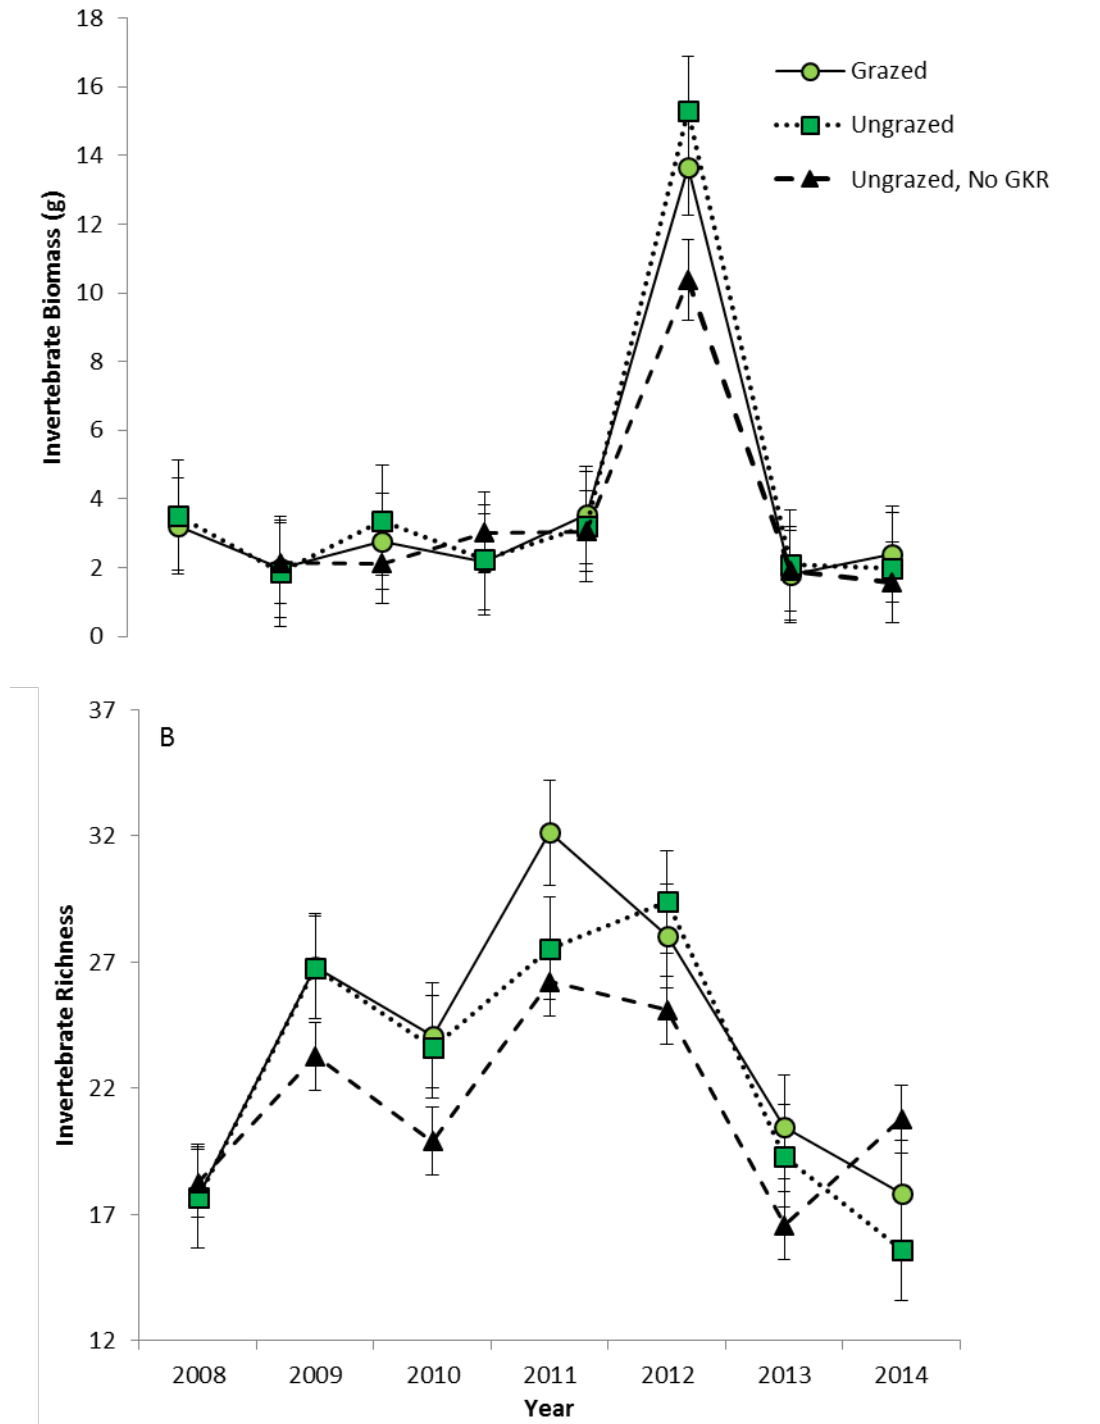 18
16
14
12
10
8
6
4
2
0
Invertebrate Biomass (g)
Grazed
Ungrazed
Ungrazed, No GKR
B
37
32
27
22
17
12
Invertebrate Richness
2008 2009 2010 2011 2012 2013 2014
Year